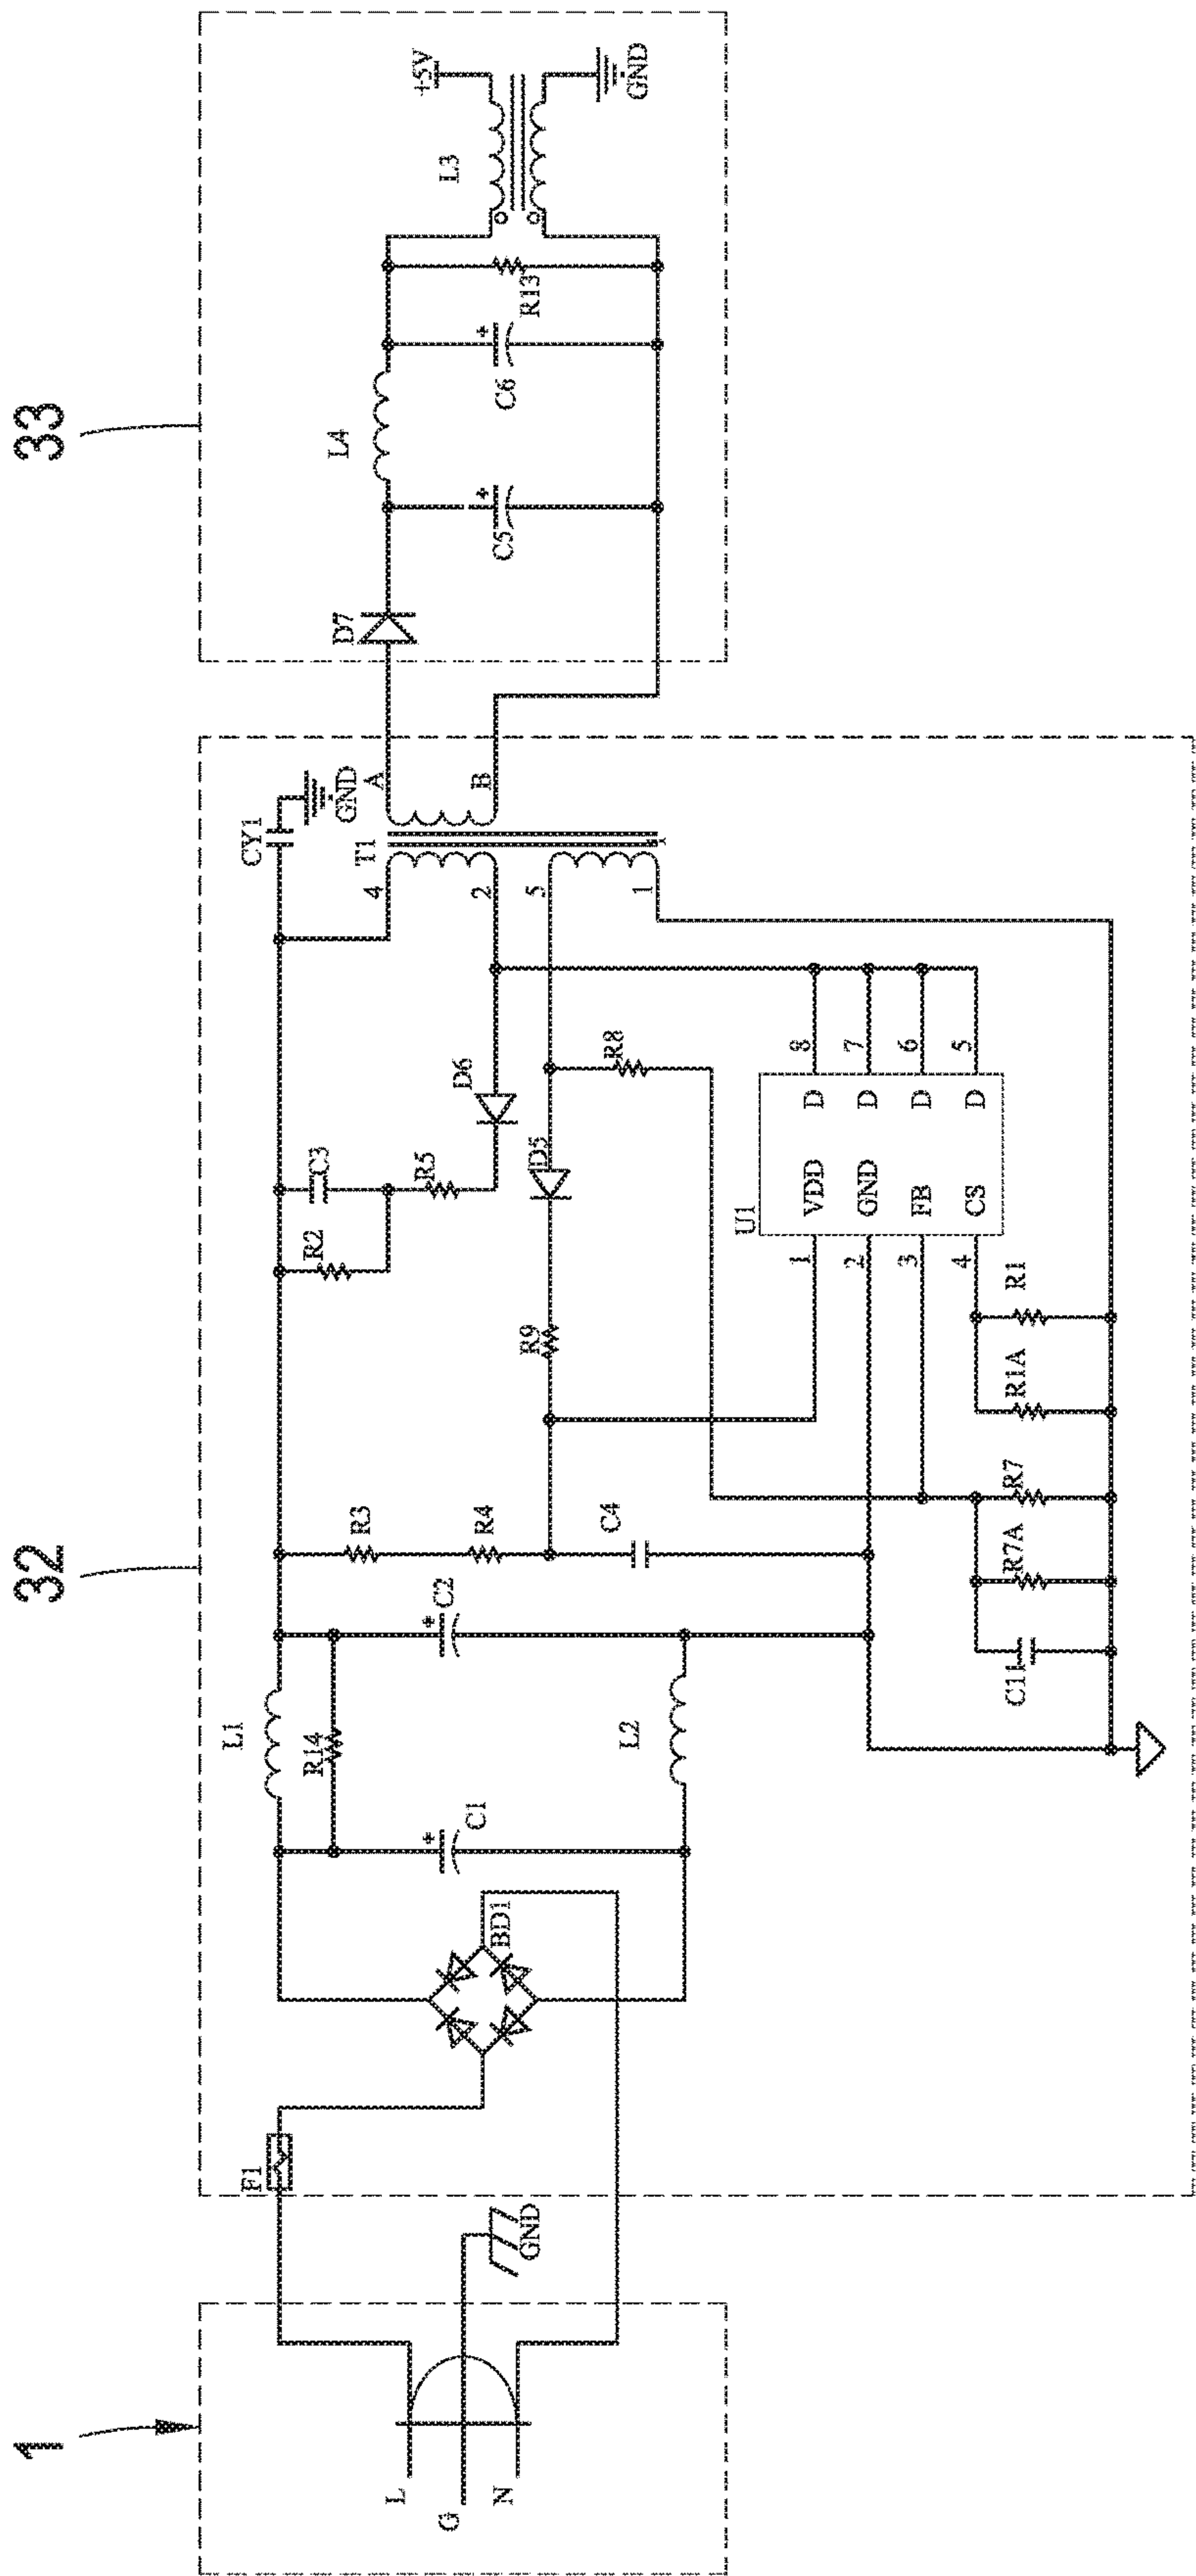 1
32
33
L
G
N
GND
F1
BD1
L1
R14
C1
L2
C2
R3
R4
C4
R2
C3
R5
D6
R9
D5
R8
CY1
GND
T1
4
2
5
1
A
B
U1
1
2
3
4
VDD
GND
FB
CS
D
D
D
D
8
7
6
5
C11
R7A
R7
R1A
R1
D7
C5
L4
C6
R13
L3
+5V
GND